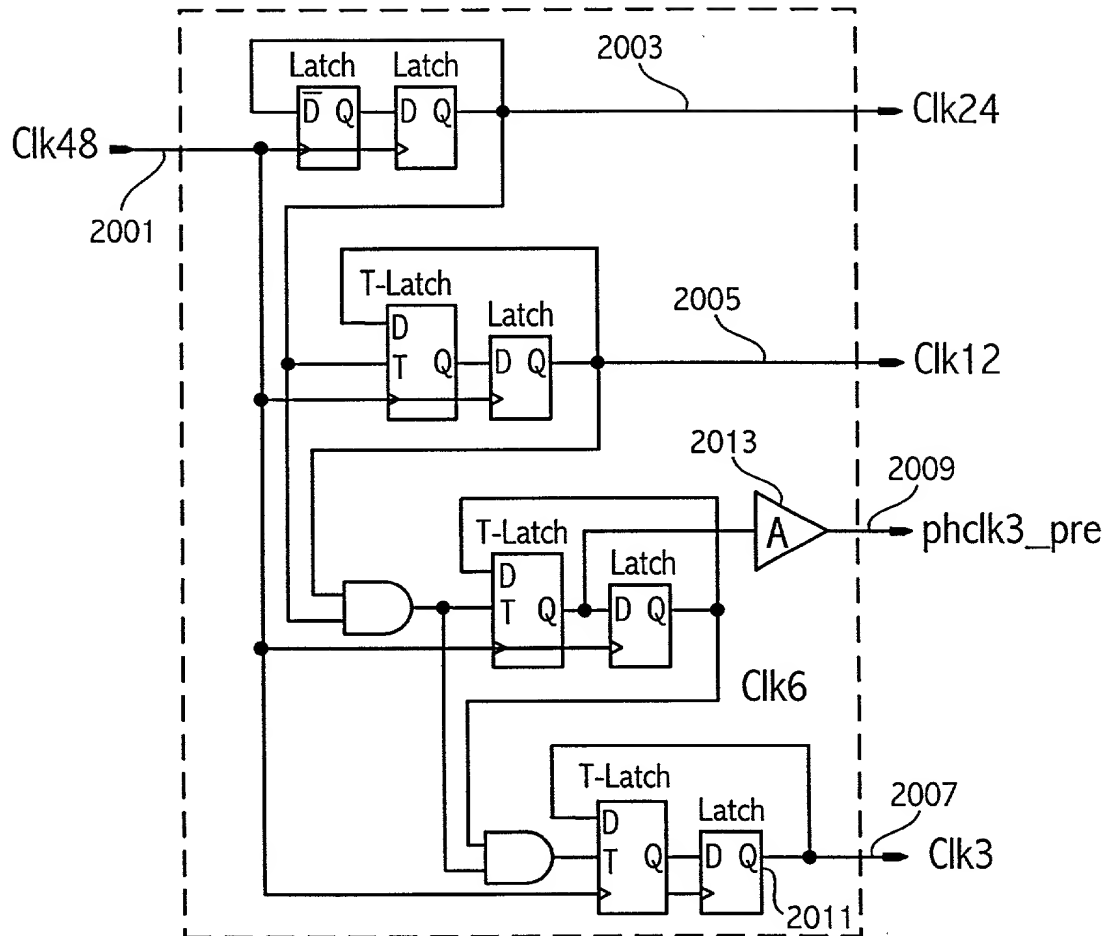 2003
Latch Latch
D̅ Q D Q
Clk24
Clk48
2001
T-Latch
Latch
2005
D
T Q D Q
Clk12
2013
2009
T-Latch
A
phclk3_pre
Latch
D
T Q D Q
Clk6
T-Latch
Latch
2007
D
T Q D Q
Clk3
2011